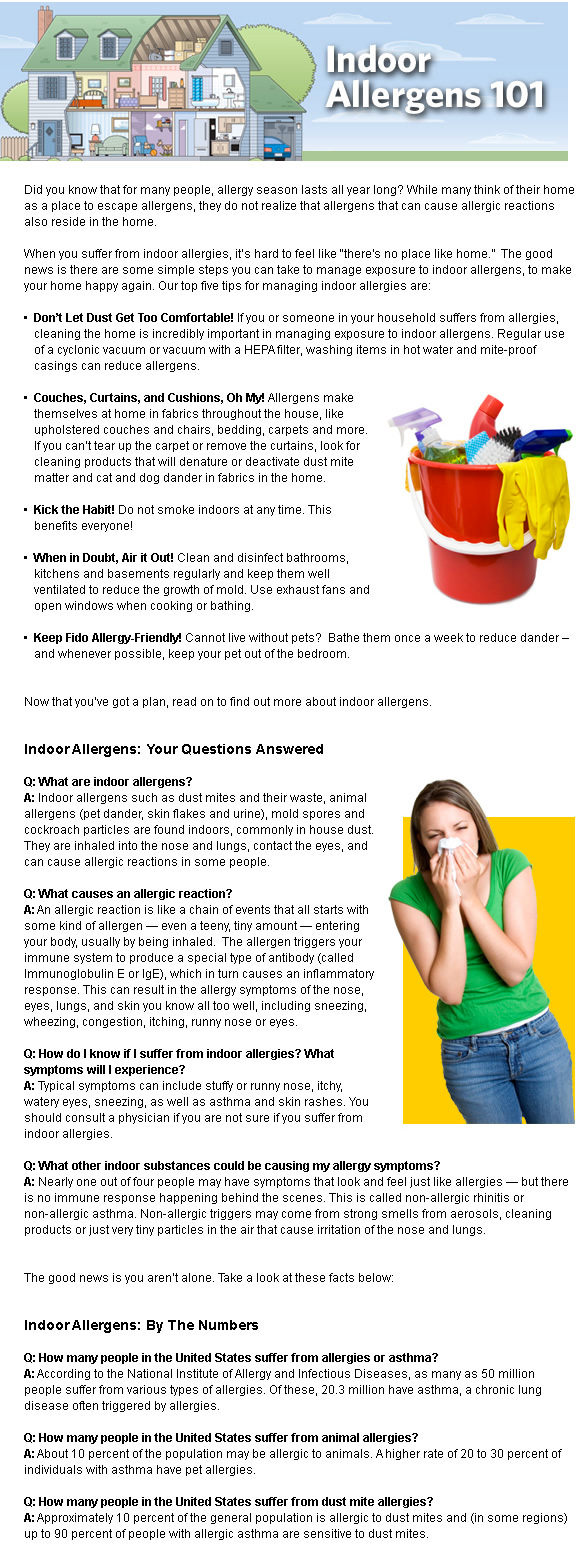 Indoor
Allergens 101
Did you know that for many people, allergy season lasts all year long? While many think of their home
as a place to escape allergens, they do not realize that allergens that can cause allergic reactions
also reside in the home.
When you suffer from indoor allergies, it's hard to feel like "there's no place like home."  The good
news is there are some simple steps you can take to manage exposure to indoor allergens, to make
your home happy again. Our top five tips for managing indoor allergies are:
• Don't Let Dust Get Too Comfortable! If you or someone in your household suffers from allergies,
cleaning the home is incredibly important in managing exposure to indoor allergens. Regular use
of a cyclonic vacuum or vacuum with a HEPA filter, washing items in hot water and mite-proof
casings can reduce allergens.
• Couches, Curtains, and Cushions, Oh My! Allergens make
themselves at home in fabrics throughout the house, like
upholstered couches and chairs, bedding, carpets and more.
If you can't tear up the carpet or remove the curtains, look for
cleaning products that will denature or deactivate dust mite
matter and cat and dog dander in fabrics in the home.
• Kick the Habit! Do not smoke indoors at any time. This
benefits everyone!
• When in Doubt, Air it Out! Clean and disinfect bathrooms,
kitchens and basements regularly and keep them well
ventilated to reduce the growth of mold. Use exhaust fans and
open windows when cooking or bathing.
• Keep Fido Allergy-Friendly! Cannot live without pets?  Bathe them once a week to reduce dander –
and whenever possible, keep your pet out of the bedroom.
Now that you've got a plan, read on to find out more about indoor allergens.
Indoor Allergens: Your Questions Answered
Q: What are indoor allergens?
A: Indoor allergens such as dust mites and their waste, animal
allergens (pet dander, skin flakes and urine), mold spores and
cockroach particles are found indoors, commonly in house dust.
They are inhaled into the nose and lungs, contact the eyes, and
can cause allergic reactions in some people.
Q: What causes an allergic reaction?
A: An allergic reaction is like a chain of events that all starts with
some kind of allergen — even a teeny, tiny amount — entering
your body, usually by being inhaled.  The allergen triggers your
immune system to produce a special type of antibody (called
Immunoglobulin E or IgE), which in turn causes an inflammatory
response. This can result in the allergy symptoms of the nose,
eyes, lungs, and skin you know all too well, including sneezing,
wheezing, congestion, itching, runny nose or eyes.
Q: How do I know if I suffer from indoor allergies? What
symptoms will I experience?
A: Typical symptoms can include stuffy or runny nose, itchy,
watery eyes, sneezing, as well as asthma and skin rashes. You
should consult a physician if you are not sure if you suffer from
indoor allergies.
Q: What other indoor substances could be causing my allergy symptoms?
A: Nearly one out of four people may have symptoms that look and feel just like allergies — but there
is no immune response happening behind the scenes. This is called non-allergic rhinitis or
non-allergic asthma. Non-allergic triggers may come from strong smells from aerosols, cleaning
products or just very tiny particles in the air that cause irritation of the nose and lungs.
The good news is you aren't alone. Take a look at these facts below:
Indoor Allergens: By The Numbers
Q: How many people in the United States suffer from allergies or asthma?
A: According to the National Institute of Allergy and Infectious Diseases, as many as 50 million
people suffer from various types of allergies. Of these, 20.3 million have asthma, a chronic lung
disease often triggered by allergies.
Q: How many people in the United States suffer from animal allergies?
A: About 10 percent of the population may be allergic to animals. A higher rate of 20 to 30 percent of
individuals with asthma have pet allergies.
Q: How many people in the United States suffer from dust mite allergies?
A: Approximately 10 percent of the general population is allergic to dust mites and (in some regions)
up to 90 percent of people with allergic asthma are sensitive to dust mites.